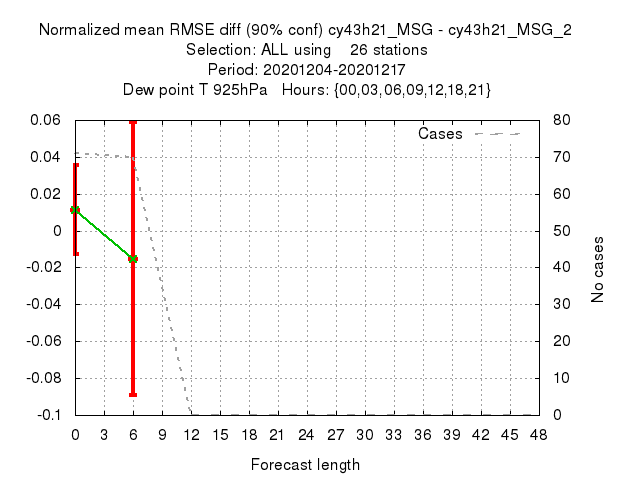 Normalized mean RMSE diff (90% conf) cy43h21_MSG - cy43h21_MSG_2
Selection: ALL using 26 stations
Period: 20201204-20201217
Dew point T 925hPa Hours: {00,03,06,09,12,18,21}
Cases
0.06
0.04
0.02
0
-0.02
-0.04
-0.06
-0.08
-0.1
80
70
60
50
40
30
20
10
0
No cases
0 3 6 9 12 15 18 21 24 27 30 33 36 39 42 45 48
Forecast length